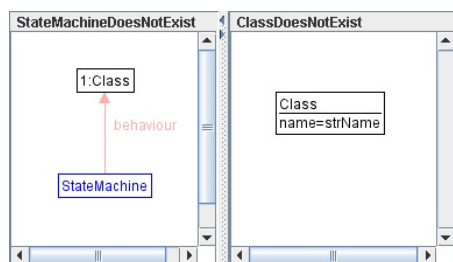 StateMachineDoesNotExist
1:Class
behaviour
StateMachine
ClassDoesNotExist
Class
name=strName